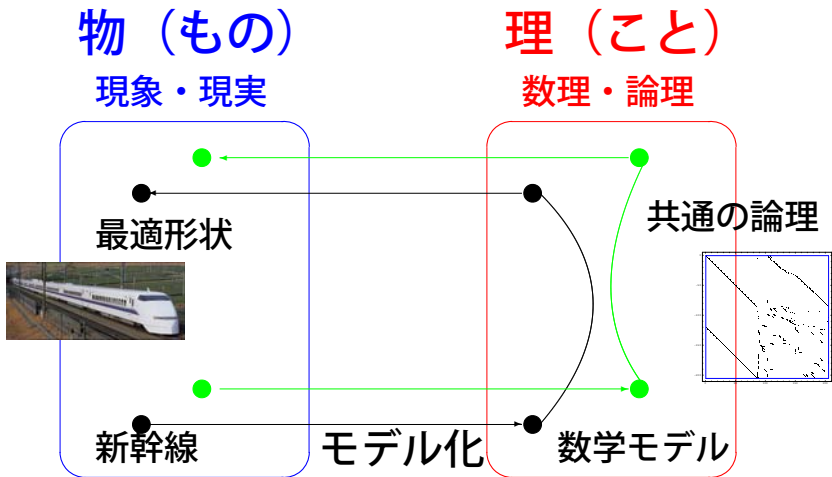 物（もの）
理（こと）
現象・現実
数理・論理
最適形状
共通の論理
新幹線
モデル化
数学モデル